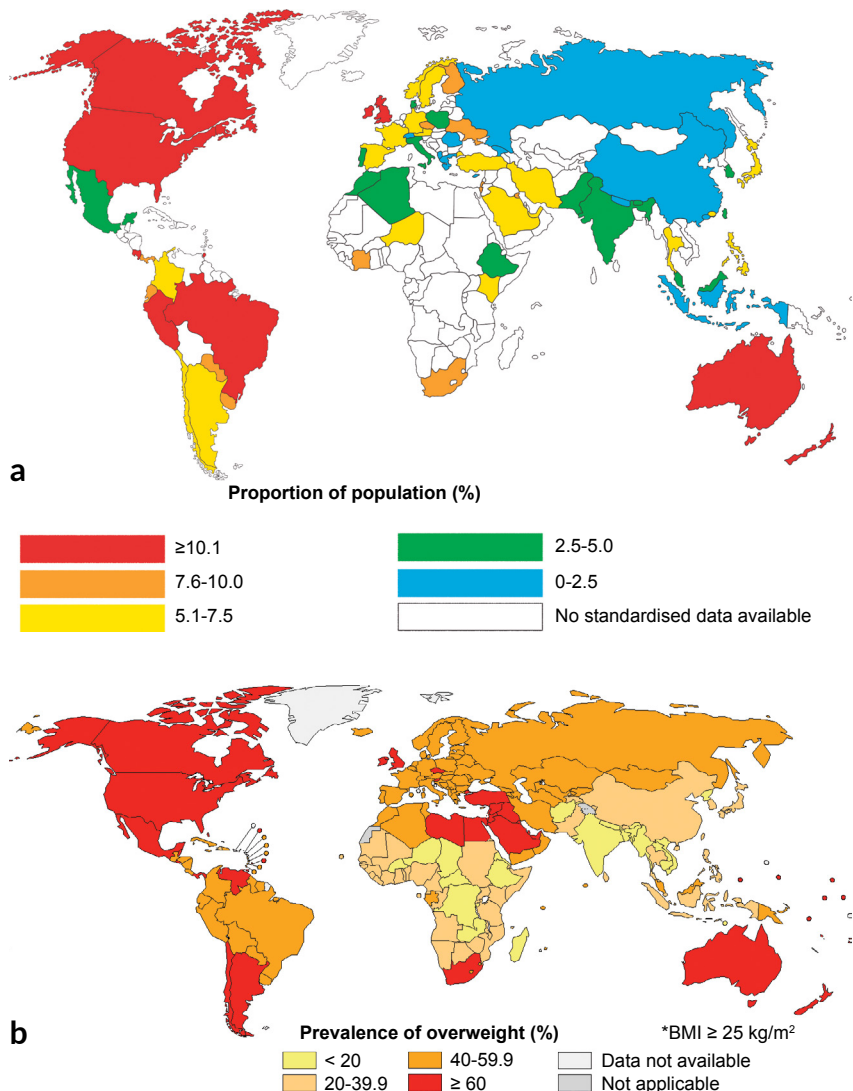 a
Proportion of population (%)
≥10.1
7.6-10.0
5.1-7.5
2.5-5.0
0-2.5
No standardised data available
b
Prevalence of overweight (%)
*BMI ≥ 25 kg/m²
< 20
20-39.9
40-59.9
≥ 60
Data not available
Not applicable